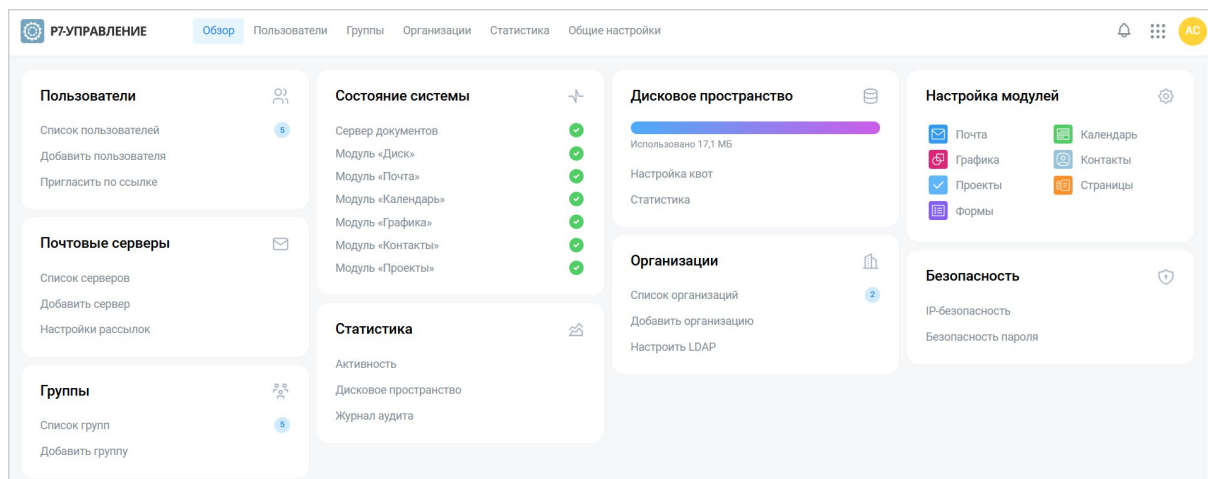 Р7-УПРАВЛЕНИЕ Обзор Пользователи Группы Организации Статистика Общие настройки АС
Пользователи
Список пользователей 5
Добавить пользователя
Пригласить по ссылке
Почтовые серверы
Список серверов
Добавить сервер
Настройки рассылок
Группы
Список групп 5
Добавить группу
Состояние системы
Сервер документов
Модуль «Диск»
Модуль «Почта»
Модуль «Календарь»
Модуль «Графика»
Модуль «Контакты»
Модуль «Проекты»
Статистика
Активность
Дисковое пространство
Журнал аудита
Дисковое пространство
Использовано 17,1 МБ
Настройка квот
Статистика
Организации
Список организаций 2
Добавить организацию
Настроить LDAP
Настройка модулей
Почта Календарь
Графика Контакты
Проекты Страницы
Формы
Безопасность
IP-безопасность
Безопасность пароля